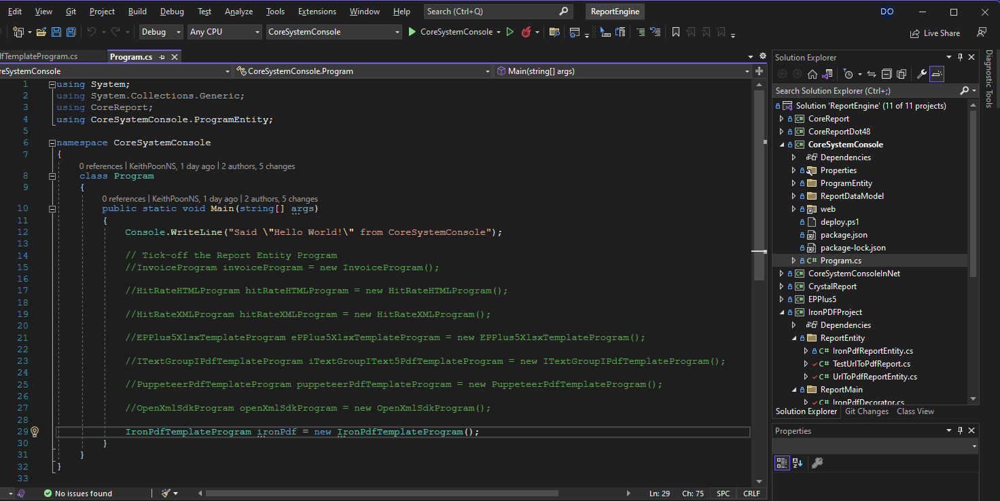 Edit View Git Project Build Debug Test Analyze Tools Extensions Window Help Search (Ctrl+Q) ReportEngine DO
Debug Any CPU CoreSystemConsole CoreSystemConsole Live Share
fTemplateProgram.cs Program.cs
reSystemConsole CoreSystemConsole.Program Main(string[] args)
1 using System;
2 using System.Collections.Generic;
3 using CoreReport;
4 using CoreSystemConsole.ProgramEntity;
5
6 namespace CoreSystemConsole
7 {
0 references | KeithPoonNS, 1 day ago | 2 authors, 5 changes
8 class Program
9 {
0 references | KeithPoonNS, 1 day ago | 2 authors, 5 changes
10 public static void Main(string[] args)
11 {
12 Console.WriteLine("Said \"Hello World!\" from CoreSystemConsole");
13
14 // Tick-off the Report Entity Program
15 //InvoiceProgram invoiceProgram = new InvoiceProgram();
16
17 //HitRateHTMLProgram hitRateHTMLProgram = new HitRateHTMLProgram();
18
19 //HitRateXMLProgram hitRateXMLProgram = new HitRateXMLProgram();
20
21 //EPPlus5XlsxTemplateProgram ePPlus5XlsxTemplateProgram = new EPPlus5XlsxTemplateProgram();
22
23 //ITextGroupIPdfTemplateProgram iTextGroupIText5PdfTemplateProgram = new ITextGroupIPdfTemplateProgram();
24
25 //PuppeteerPdfTemplateProgram puppeteerPdfTemplateProgram = new PuppeteerPdfTemplateProgram();
26
27 //OpenXmlSdkProgram openXmlSdkProgram = new OpenXmlSdkProgram();
28
29 IronPdfTemplateProgram ironPdf = new IronPdfTemplateProgram();
30 }
31 }
32 }
33
No issues found Ln: 29 Ch: 75 SPC CRLF
Solution Explorer
Search Solution Explorer (Ctrl+;)
Solution 'ReportEngine' (11 of 11 projects)
C# CoreReport
C# CoreReportDot48
C# CoreSystemConsole
Dependencies
Properties
ProgramEntity
ReportDataModel
web
deploy.ps1
package.json
package-lock.json
C# Program.cs
C# CoreSystemConsoleInNet
C# CrystalReport
C# EPPlus5
C# IronPDFProject
Dependencies
ReportEntity
C# IronPdfReportEntity.cs
C# TestUrlToPdfReport.cs
C# UrlToPdfReportEntity.cs
ReportMain
C# IronPdfDecorator.cs
Solution Explorer Git Changes Class View
Properties
Diagnostic Tools